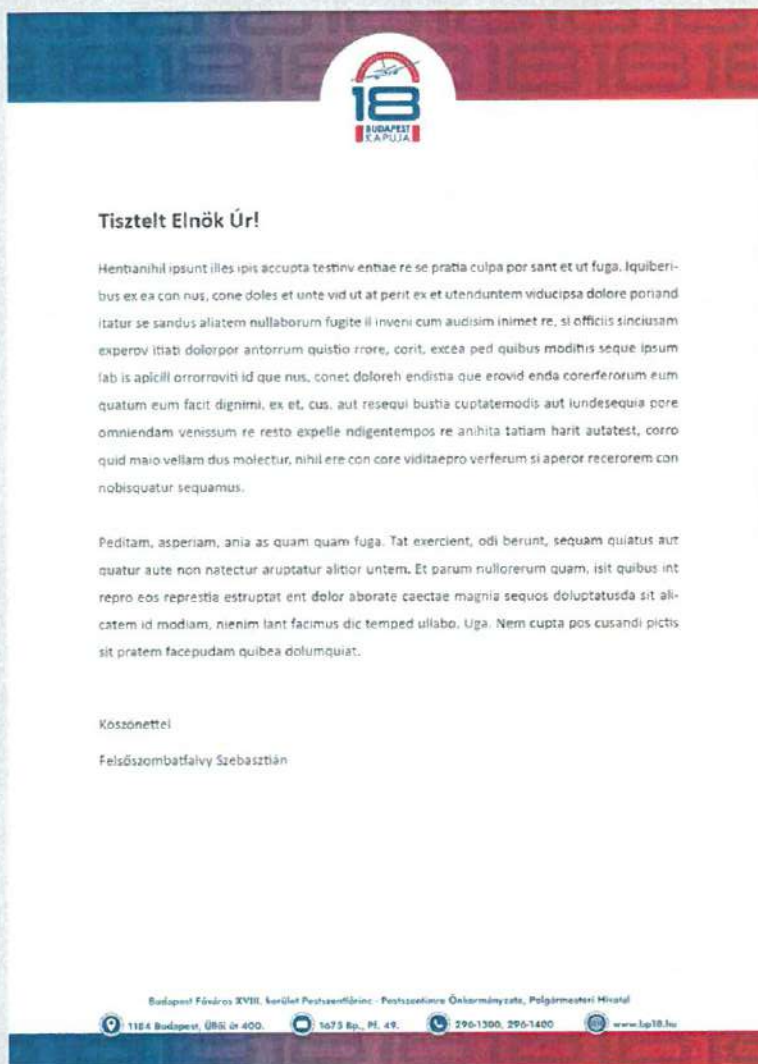 18
BUDAPEST
KAPUJA
Tisztelt Elnök Úr!
Hentianihil ipsunt illes ipis accupta testinv entiae re se pratia culpa por sant et ut fuga. Iquiberi-
bus ex ea con nus, cone doles et unte vid ut at perit ex et utenduntem viducipsa dolore poriand
itatur se sandus aliatem nullaborum fugite il inveni cum audisim inimet re, si officiis sinciusam
experov itiati dolorpor antorrum quistio rrore, corit, excea ped quibus moditiis seque ipsum
lab is apicill orrorroviti id que nus, conet doloreh endistia que erovid enda corerferorum eum
quatum eum facit dignimi, ex et, cus, aut resequi bustia cuptatemodis aut iundesequia pore
omniendam venissum re resto expelle ndigentempos re anihita tatiam harit autatest, corro
quid maio vellam dus molectur, nihil ere con core viditaepro verferum si aperor recerorem con
nobisquatur sequamus.
Peditam, asperiam, ania as quam quam fuga. Tat exercient, odi berunt, sequam quiatus aut
quatur aute non natectur aruptatur alitior untem. Et parum nullorerum quam, isit quibus int
repro eos represtia estruptat ent dolor aborate caectae magnia sequos doluptatusda sit ali-
catem id modiam, nienim lant facimus dic temped ullabo. Uga. Nem cupta pos cusandi pictis
sit pratem facepudam quibea dolumquiat.
Köszönettel
Felsőszombatfalvy Szebasztián
Budapest Főváros XVIII. kerület Pestszentlőrinc - Pestszentimre Önkormányzata, Polgármesteri Hivatal
1184 Budapest, Üllői út 400. 1675 Bp., Pf. 49. 296-1300, 296-1400 www.bp18.hu